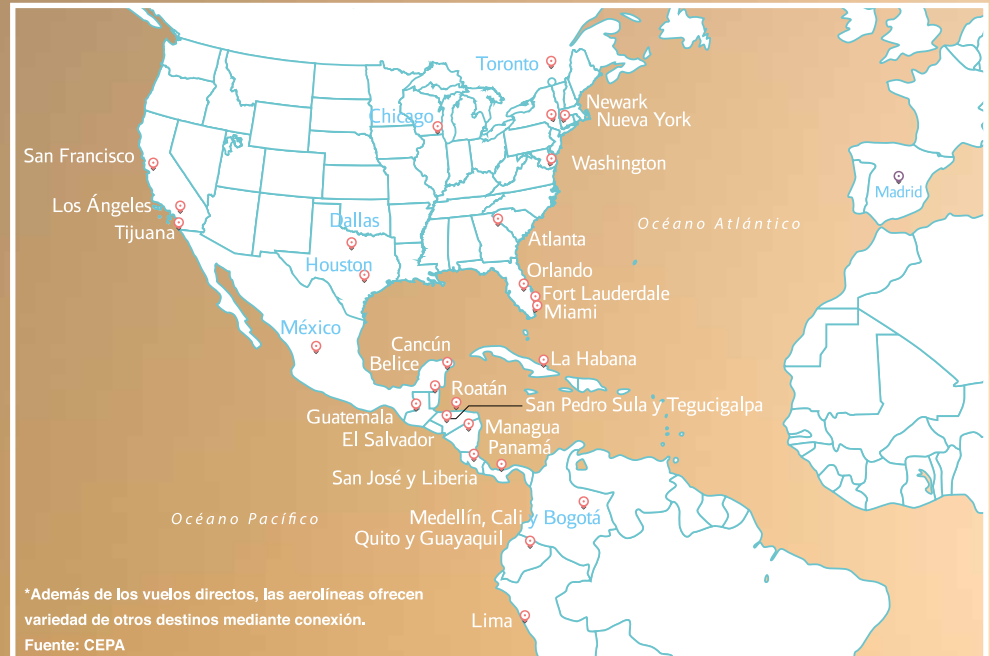 Toronto
Newark
Chicago
Nueva York
San Francisco
Washington
Madrid
Los Ángeles
Dallas
Océano Atlántico
Tijuana
Atlanta
Houston
Orlando
Fort Lauderdale
Miami
México
Cancún
La Habana
Belice
Roatán
San Pedro Sula y Tegucigalpa
Guatemala
Managua
El Salvador
Panamá
San José y Liberia
Océano Pacífico
Medellín, Cali y Bogotá
Quito y Guayaquil
*Además de los vuelos directos, las aerolíneas ofrecen
variedad de otros destinos mediante conexión.
Lima
Fuente: CEPA